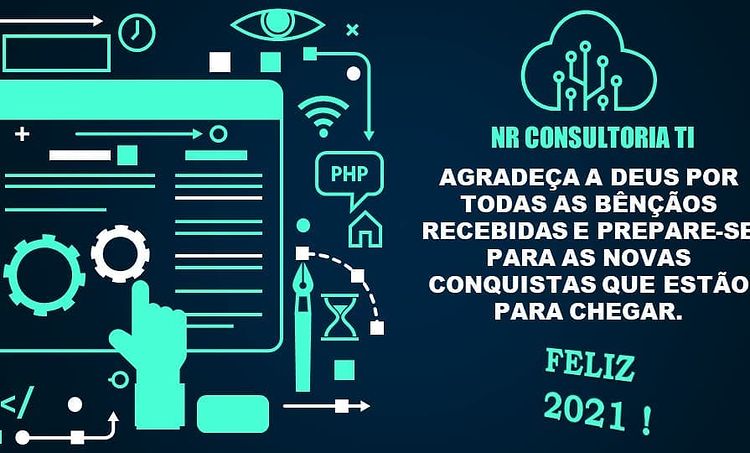 PHP
</
NR CONSULTORIA TI
AGRADEÇA A DEUS POR
TODAS AS BÊNÇÃOS
RECEBIDAS E PREPARE-SE
PARA AS NOVAS
CONQUISTAS QUE ESTÃO
PARA CHEGAR.
FELIZ
2021 !